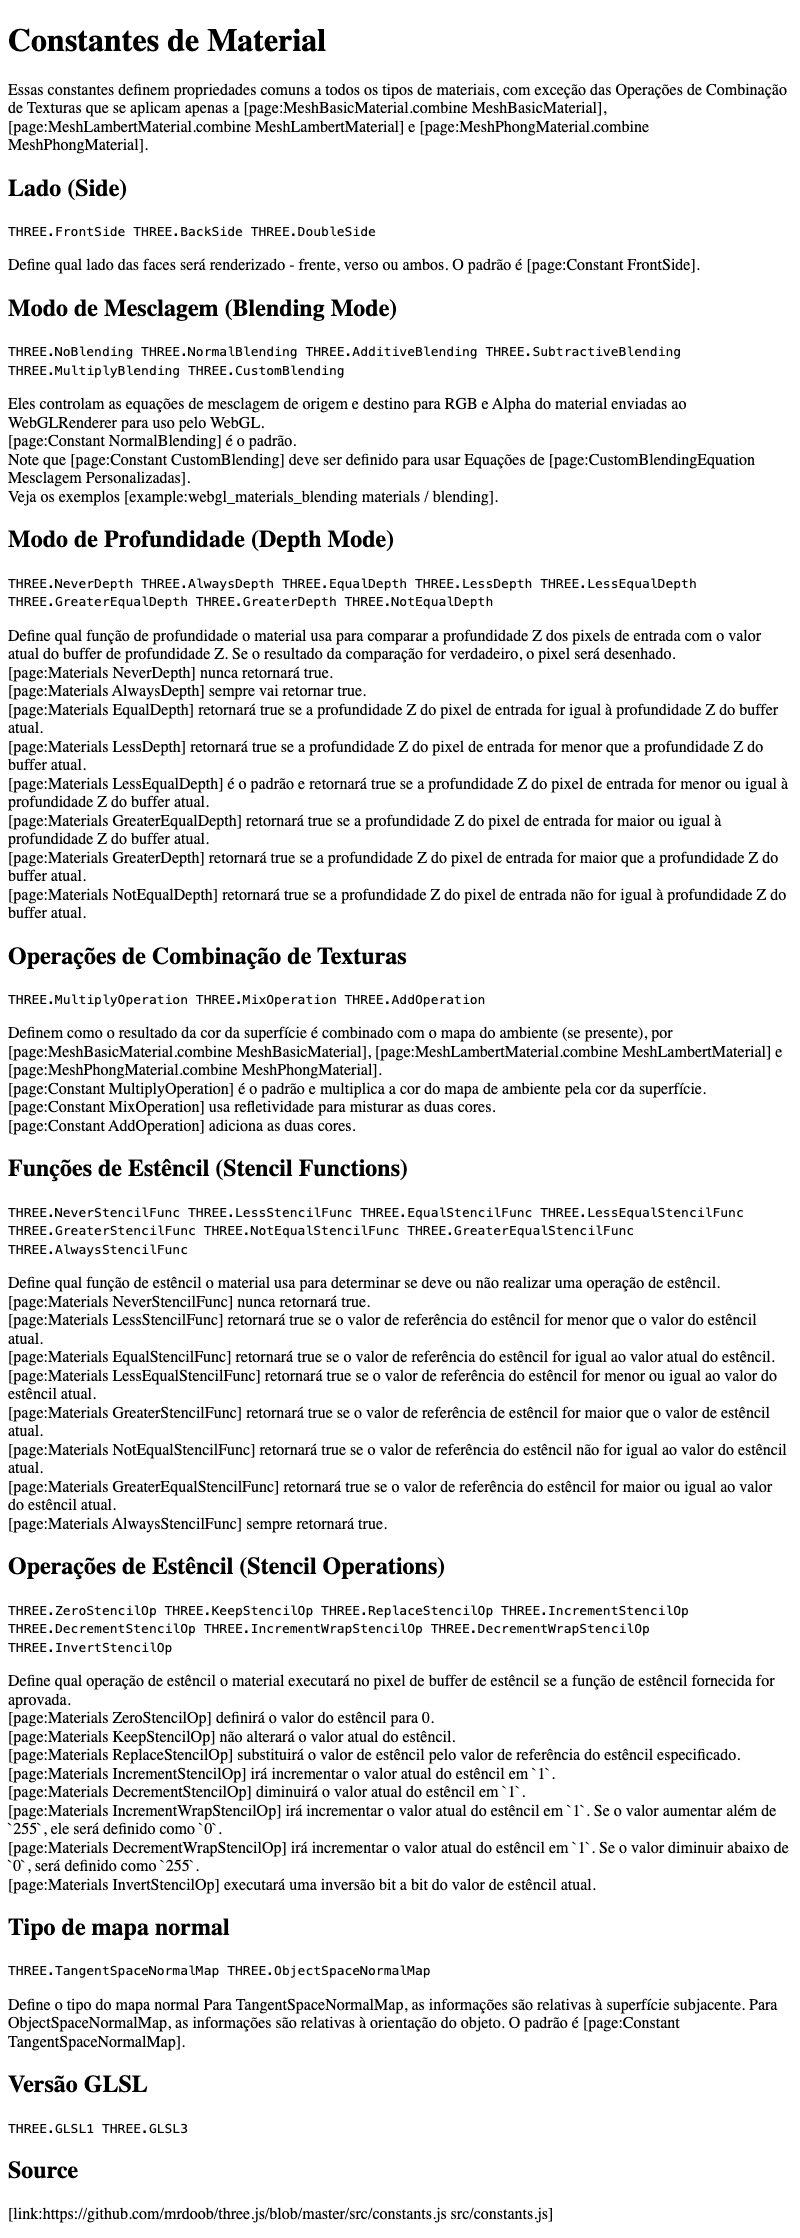 Constantes de Material
Essas constantes definem propriedades comuns a todos os tipos de materiais, com exceção das Operações de Combinação
de Texturas que se aplicam apenas a [page:MeshBasicMaterial.combine MeshBasicMaterial],
[page:MeshLambertMaterial.combine MeshLambertMaterial] e [page:MeshPhongMaterial.combine
MeshPhongMaterial].
Lado (Side)
THREE.FrontSide THREE.BackSide THREE.DoubleSide
Define qual lado das faces será renderizado - frente, verso ou ambos. O padrão é [page:Constant FrontSide].
Modo de Mesclagem (Blending Mode)
THREE.NoBlending THREE.NormalBlending THREE.AdditiveBlending THREE.SubtractiveBlending
THREE.MultiplyBlending THREE.CustomBlending
Eles controlam as equações de mesclagem de origem e destino para RGB e Alpha do material enviadas ao
WebGLRenderer para uso pelo WebGL.
[page:Constant NormalBlending] é o padrão.
Note que [page:Constant CustomBlending] deve ser definido para usar Equações de [page:CustomBlendingEquation
Mesclagem Personalizadas].
Veja os exemplos [example:webgl_materials_blending materials / blending].
Modo de Profundidade (Depth Mode)
THREE.NeverDepth THREE.AlwaysDepth THREE.EqualDepth THREE.LessDepth THREE.LessEqualDepth
THREE.GreaterEqualDepth THREE.GreaterDepth THREE.NotEqualDepth
Define qual função de profundidade o material usa para comparar a profundidade Z dos pixels de entrada com o valor
atual do buffer de profundidade Z. Se o resultado da comparação for verdadeiro, o pixel será desenhado.
[page:Materials NeverDepth] nunca retornará true.
[page:Materials AlwaysDepth] sempre vai retornar true.
[page:Materials EqualDepth] retornará true se a profundidade Z do pixel de entrada for igual à profundidade Z do buffer
atual.
[page:Materials LessDepth] retornará true se a profundidade Z do pixel de entrada for menor que a profundidade Z do
buffer atual.
[page:Materials LessEqualDepth] é o padrão e retornará true se a profundidade Z do pixel de entrada for menor ou igual à
profundidade Z do buffer atual.
[page:Materials GreaterEqualDepth] retornará true se a profundidade Z do pixel de entrada for maior ou igual à
profundidade Z do buffer atual.
[page:Materials GreaterDepth] retornará true se a profundidade Z do pixel de entrada for maior que a profundidade Z do
buffer atual.
[page:Materials NotEqualDepth] retornará true se a profundidade Z do pixel de entrada não for igual à profundidade Z do
buffer atual.
Operações de Combinação de Texturas
THREE.MultiplyOperation THREE.MixOperation THREE.AddOperation
Definem como o resultado da cor da superfície é combinado com o mapa do ambiente (se presente), por
[page:MeshBasicMaterial.combine MeshBasicMaterial], [page:MeshLambertMaterial.combine MeshLambertMaterial] e
[page:MeshPhongMaterial.combine MeshPhongMaterial].
[page:Constant MultiplyOperation] é o padrão e multiplica a cor do mapa de ambiente pela cor da superfície.
[page:Constant MixOperation] usa refletividade para misturar as duas cores.
[page:Constant AddOperation] adiciona as duas cores.
Funções de Estêncil (Stencil Functions)
THREE.NeverStencilFunc THREE.LessStencilFunc THREE.EqualStencilFunc THREE.LessEqualStencilFunc
THREE.GreaterStencilFunc THREE.NotEqualStencilFunc THREE.GreaterEqualStencilFunc
THREE.AlwaysStencilFunc
Define qual função de estêncil o material usa para determinar se deve ou não realizar uma operação de estêncil.
[page:Materials NeverStencilFunc] nunca retornará true.
[page:Materials LessStencilFunc] retornará true se o valor de referência do estêncil for menor que o valor do estêncil
atual.
[page:Materials EqualStencilFunc] retornará true se o valor de referência do estêncil for igual ao valor atual do estêncil.
[page:Materials LessEqualStencilFunc] retornará true se o valor de referência do estêncil for menor ou igual ao valor do
estêncil atual.
[page:Materials GreaterStencilFunc] retornará true se o valor de referência de estêncil for maior que o valor de estêncil
atual.
[page:Materials NotEqualStencilFunc] retornará true se o valor de referência do estêncil não for igual ao valor do estêncil
atual.
[page:Materials GreaterEqualStencilFunc] retornará true se o valor de referência do estêncil for maior ou igual ao valor
do estêncil atual.
[page:Materials AlwaysStencilFunc] sempre retornará true.
Operações de Estêncil (Stencil Operations)
THREE.ZeroStencilOp THREE.KeepStencilOp THREE.ReplaceStencilOp THREE.IncrementStencilOp
THREE.DecrementStencilOp THREE.IncrementWrapStencilOp THREE.DecrementWrapStencilOp
THREE.InvertStencilOp
Define qual operação de estêncil o material executará no pixel de buffer de estêncil se a função de estêncil fornecida for
aprovada.
[page:Materials ZeroStencilOp] definirá o valor do estêncil para 0.
[page:Materials KeepStencilOp] não alterará o valor atual do estêncil.
[page:Materials ReplaceStencilOp] substituirá o valor de estêncil pelo valor de referência do estêncil especificado.
[page:Materials IncrementStencilOp] irá incrementar o valor atual do estêncil em `1`.
[page:Materials DecrementStencilOp] diminuirá o valor atual do estêncil em `1`.
[page:Materials IncrementWrapStencilOp] irá incrementar o valor atual do estêncil em `1`. Se o valor aumentar além de
`255`, ele será definido como `0`.
[page:Materials DecrementWrapStencilOp] irá incrementar o valor atual do estêncil em `1`. Se o valor diminuir abaixo de
`0`, será definido como `255`.
[page:Materials InvertStencilOp] executará uma inversão bit a bit do valor de estêncil atual.
Tipo de mapa normal
THREE.TangentSpaceNormalMap THREE.ObjectSpaceNormalMap
Define o tipo do mapa normal Para TangentSpaceNormalMap, as informações são relativas à superfície subjacente. Para
ObjectSpaceNormalMap, as informações são relativas à orientação do objeto. O padrão é [page:Constant
TangentSpaceNormalMap].
Versão GLSL
THREE.GLSL1 THREE.GLSL3
Source
[link:https://github.com/mrdoob/three.js/blob/master/src/constants.js src/constants.js]